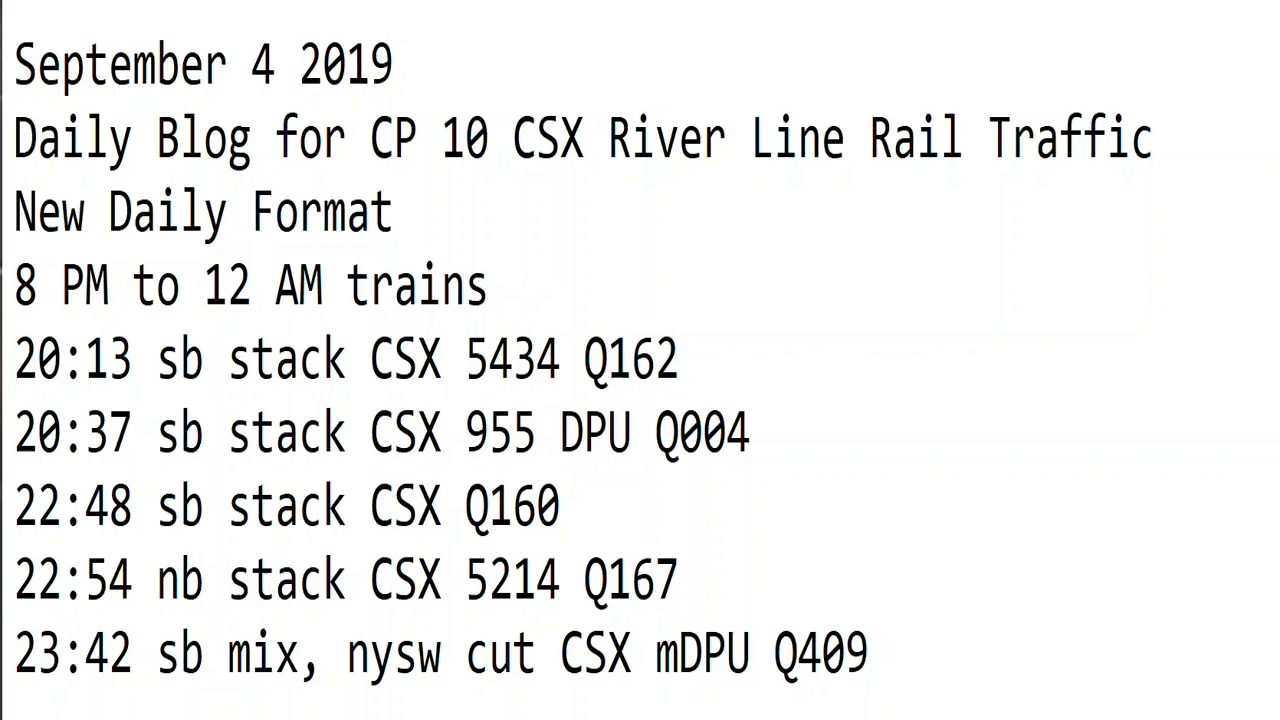 September 4 2019
Daily Blog for CP 10 CSX River Line Rail Traffic
New Daily Format
8 PM to 12 AM trains
20:13 sb stack CSX 5434 Q162
20:37 sb stack CSX 955 DPU Q004
22:48 sb stack CSX Q160
22:54 nb stack CSX 5214 Q167
23:42 sb mix, nysw cut CSX mDPU Q409